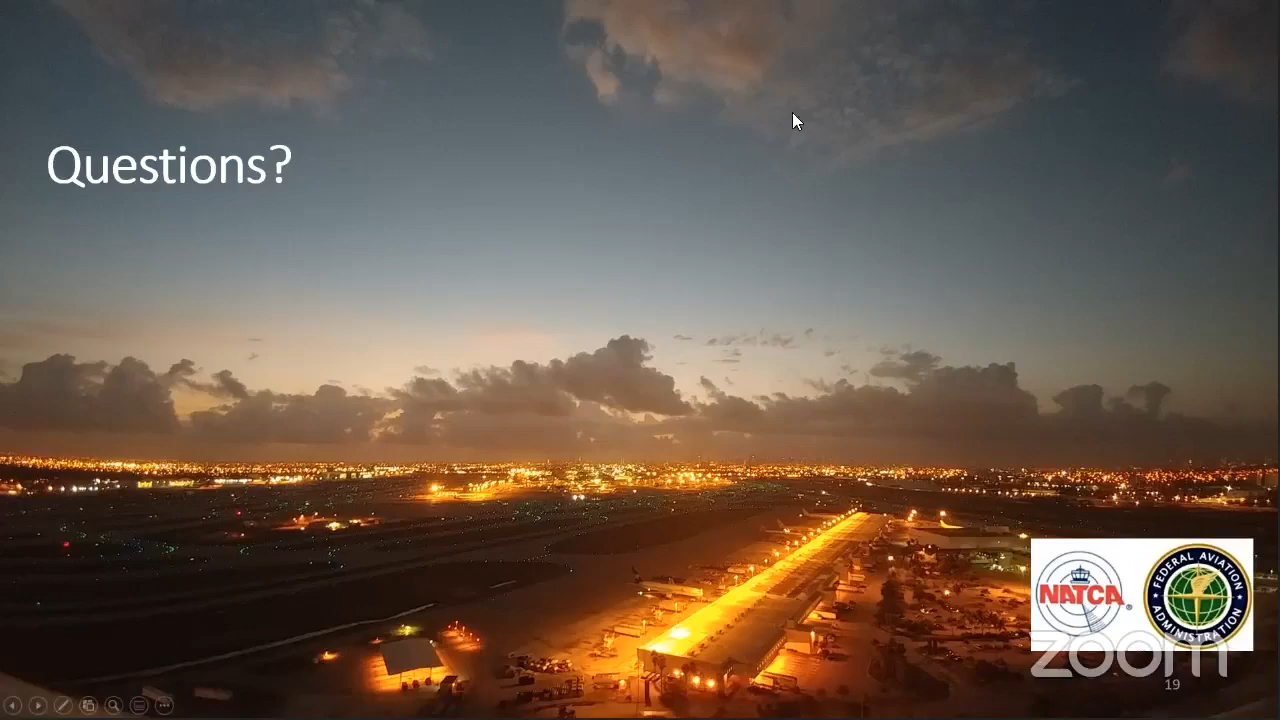 Questions?
NATCA®
FEDERAL AVIATION
ADMINISTRATION
zoom
19